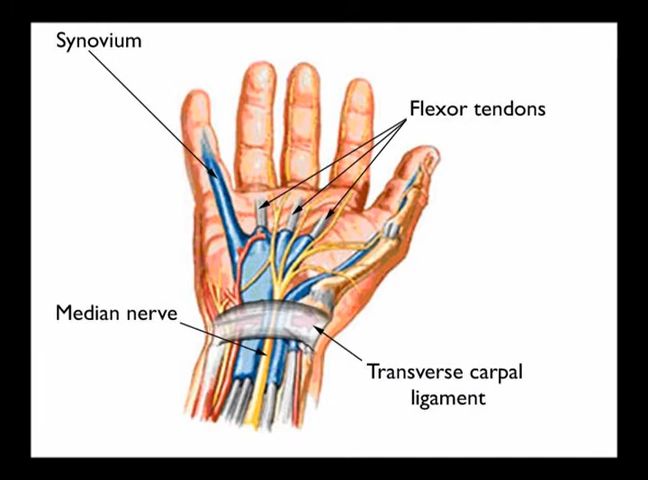 Synovium
Flexor tendons
Median nerve
Transverse carpal
ligament